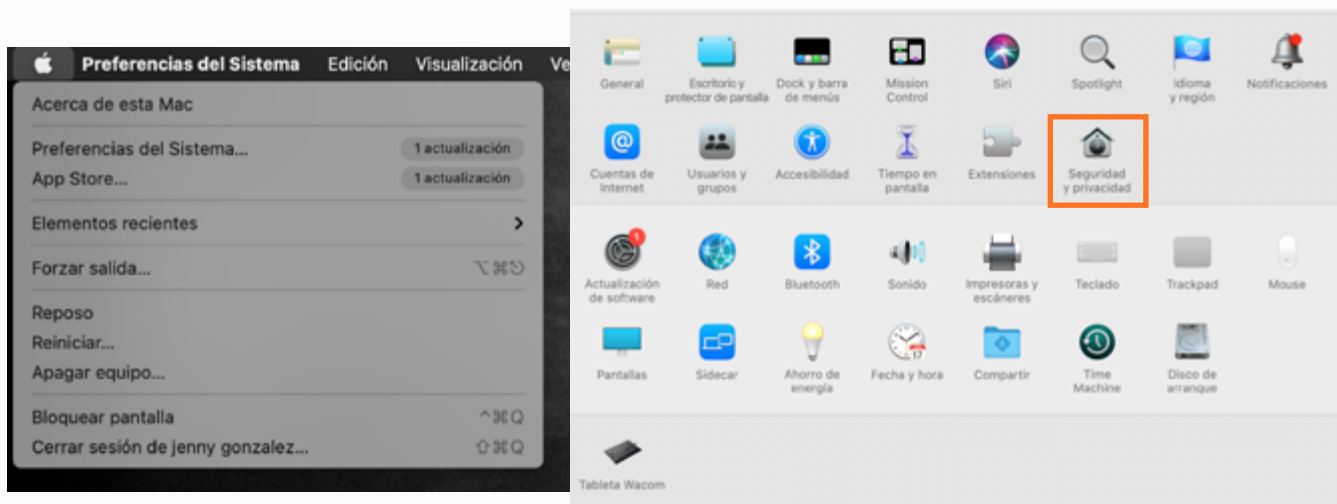 Preferencias del Sistema Edición Visualización Ve
Acerca de esta Mac
Preferencias del Sistema... 1 actualización
App Store... 1 actualización
Elementos recientes
Forzar salida... ⌥⌘⎋
Reposo
Reiniciar...
Apagar equipo...
Bloquear pantalla ^⌘Q
Cerrar sesión de jenny gonzalez... ⇧⌘Q
General
Escritorio y
protector de pantalla
Dock y barra
de menús
Mission
Control
Siri
Spotlight
Idioma
y región
Notificaciones
Cuentas de
Internet
Usuarios y
grupos
Accesibilidad
Tiempo en
pantalla
Extensiones
Seguridad
y privacidad
1
Actualización
de software
Red
Bluetooth
Sonido
Impresoras y
escáneres
Teclado
Trackpad
Mouse
Pantallas
Sidecar
Ahorro de
energía
17
Fecha y hora
Compartir
Time
Machine
Disco de
arranque
Tableta Wacom